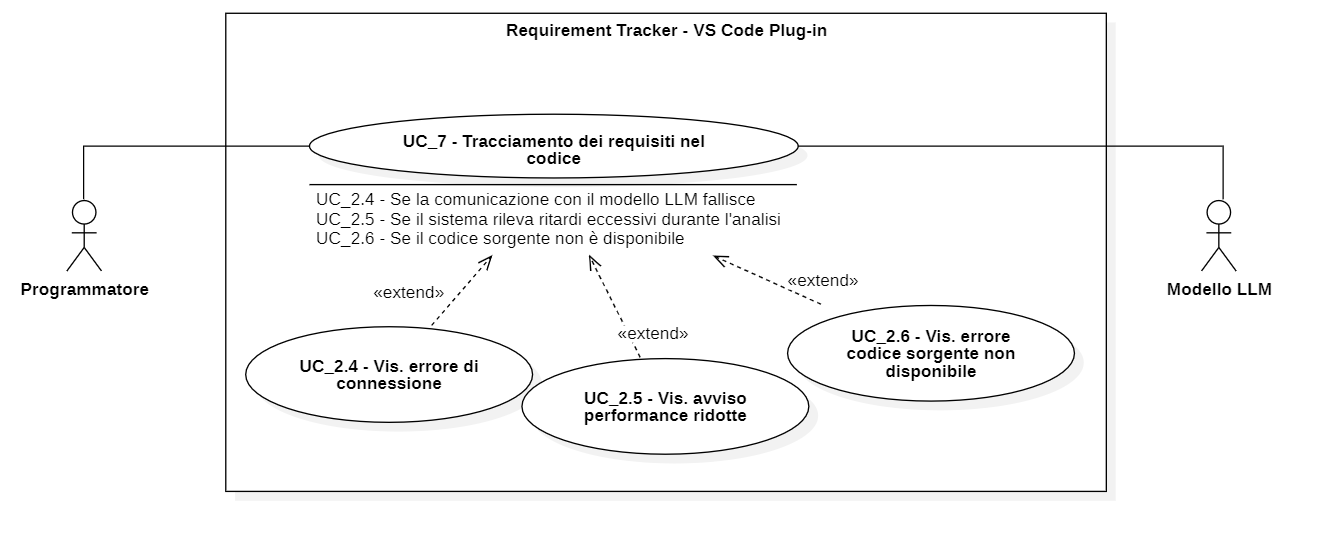 Requirement Tracker - VS Code Plug-in
UC_7 - Tracciamento dei requisiti nel
codice
UC_2.4 - Se la comunicazione con il modello LLM fallisce
UC_2.5 - Se il sistema rileva ritardi eccessivi durante l'analisi
UC_2.6 - Se il codice sorgente non è disponibile
Programmatore
Modello LLM
«extend»
«extend»
«extend»
UC_2.4 - Vis. errore di
connessione
UC_2.5 - Vis. avviso
performance ridotte
UC_2.6 - Vis. errore
codice sorgente non
disponibile